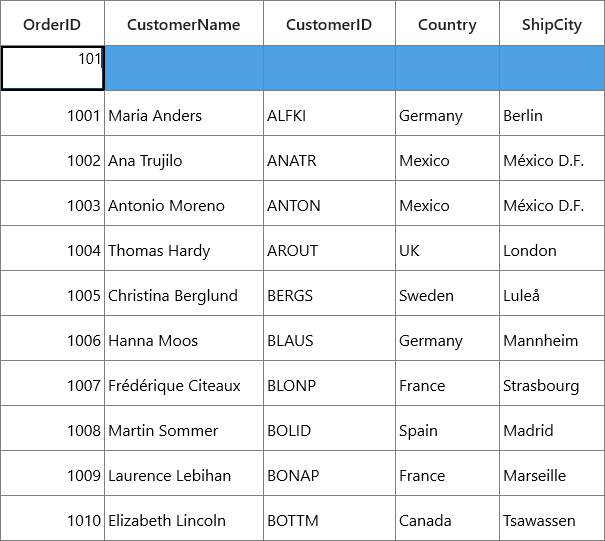 OrderID CustomerName CustomerID Country ShipCity
101
1001 Maria Anders ALFKI Germany Berlin
1002 Ana Trujilo ANATR Mexico México D.F.
1003 Antonio Moreno ANTON Mexico México D.F.
1004 Thomas Hardy AROUT UK London
1005 Christina Berglund BERGS Sweden Luleå
1006 Hanna Moos BLAUS Germany Mannheim
1007 Frédérique Citeaux BLONP France Strasbourg
1008 Martin Sommer BOLID Spain Madrid
1009 Laurence Lebihan BONAP France Marseille
1010 Elizabeth Lincoln BOTTM Canada Tsawassen